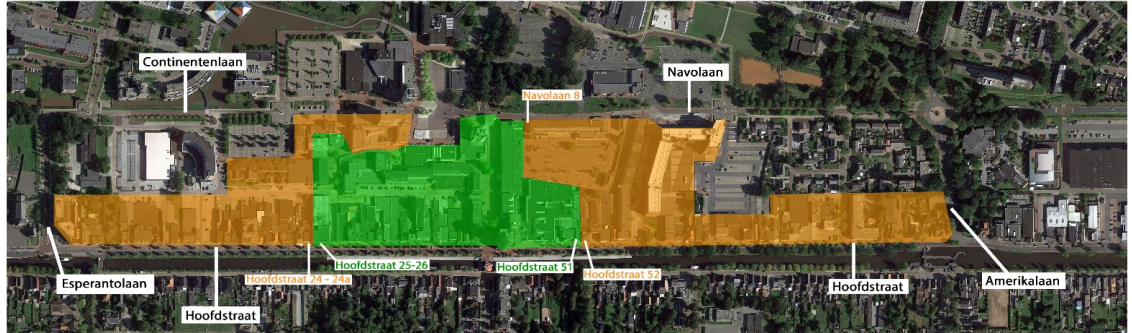 Continentenlaan
Navolaan
Navolaan 8
Hoofdstraat 25-26
Hoofdstraat 51
Hoofdstraat 52
Hoofdstraat 24 - 24a
Esperantolaan
Hoofdstraat
Hoofdstraat
Amerikalaan